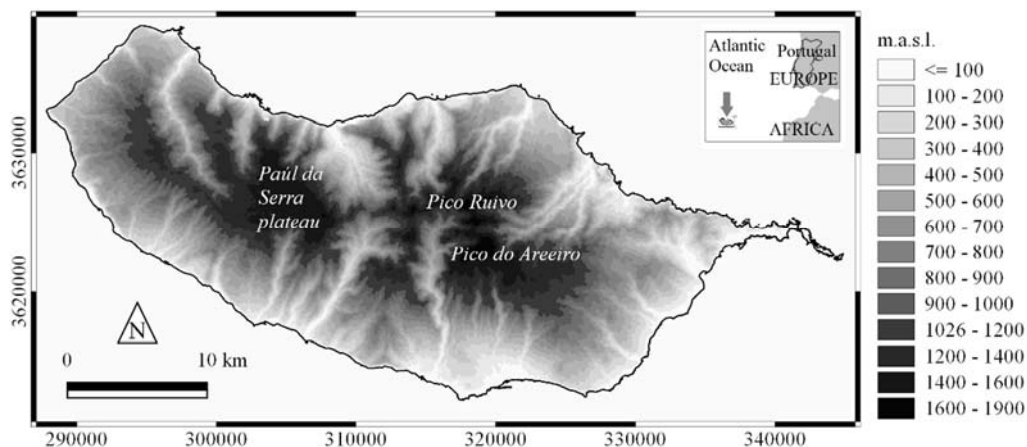 Atlantic
Ocean
Portugal
EUROPE
AFRICA
Paúl da
Serra
plateau
Pico Ruivo
Pico do Areeiro
N
0 10 km
3630000
3620000
290000 300000 310000 320000 330000 340000
m.a.s.l.
<= 100
100 - 200
200 - 300
300 - 400
400 - 500
500 - 600
600 - 700
700 - 800
800 - 900
900 - 1000
1026 - 1200
1200 - 1400
1400 - 1600
1600 - 1900